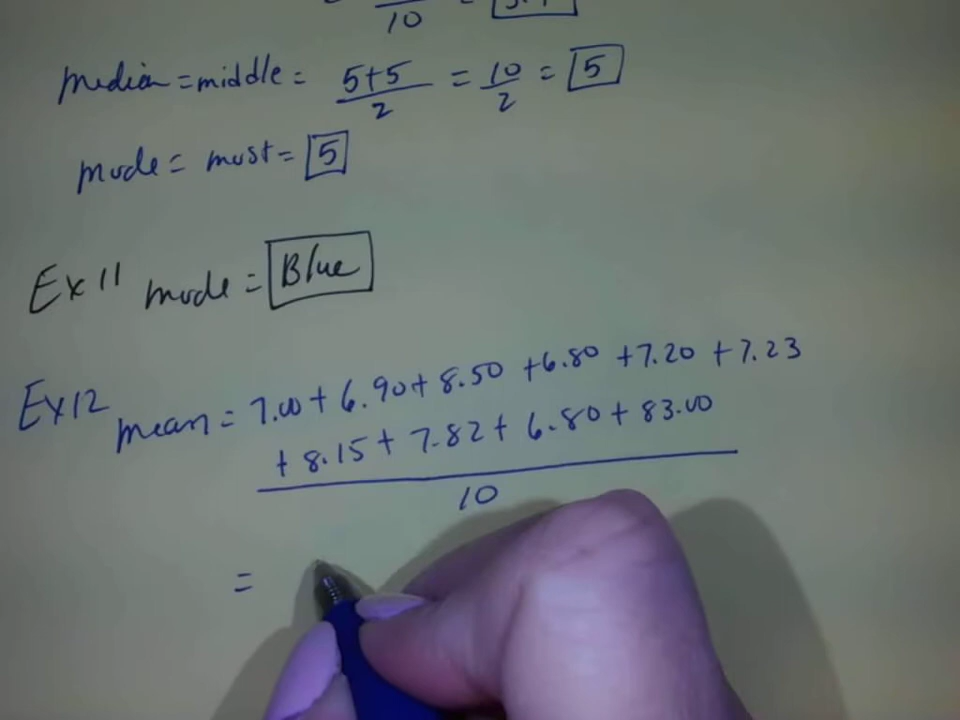 = 10 =
median = middle = 5+5/2 = 10/2 = 5
mode = most = 5
Ex 11 mode = Blue
Ex 12 mean = 7.00 + 6.90 + 8.50 + 6.80 + 7.20 + 7.23
+ 8.15 + 7.82 + 6.80 + 83.00
10
=